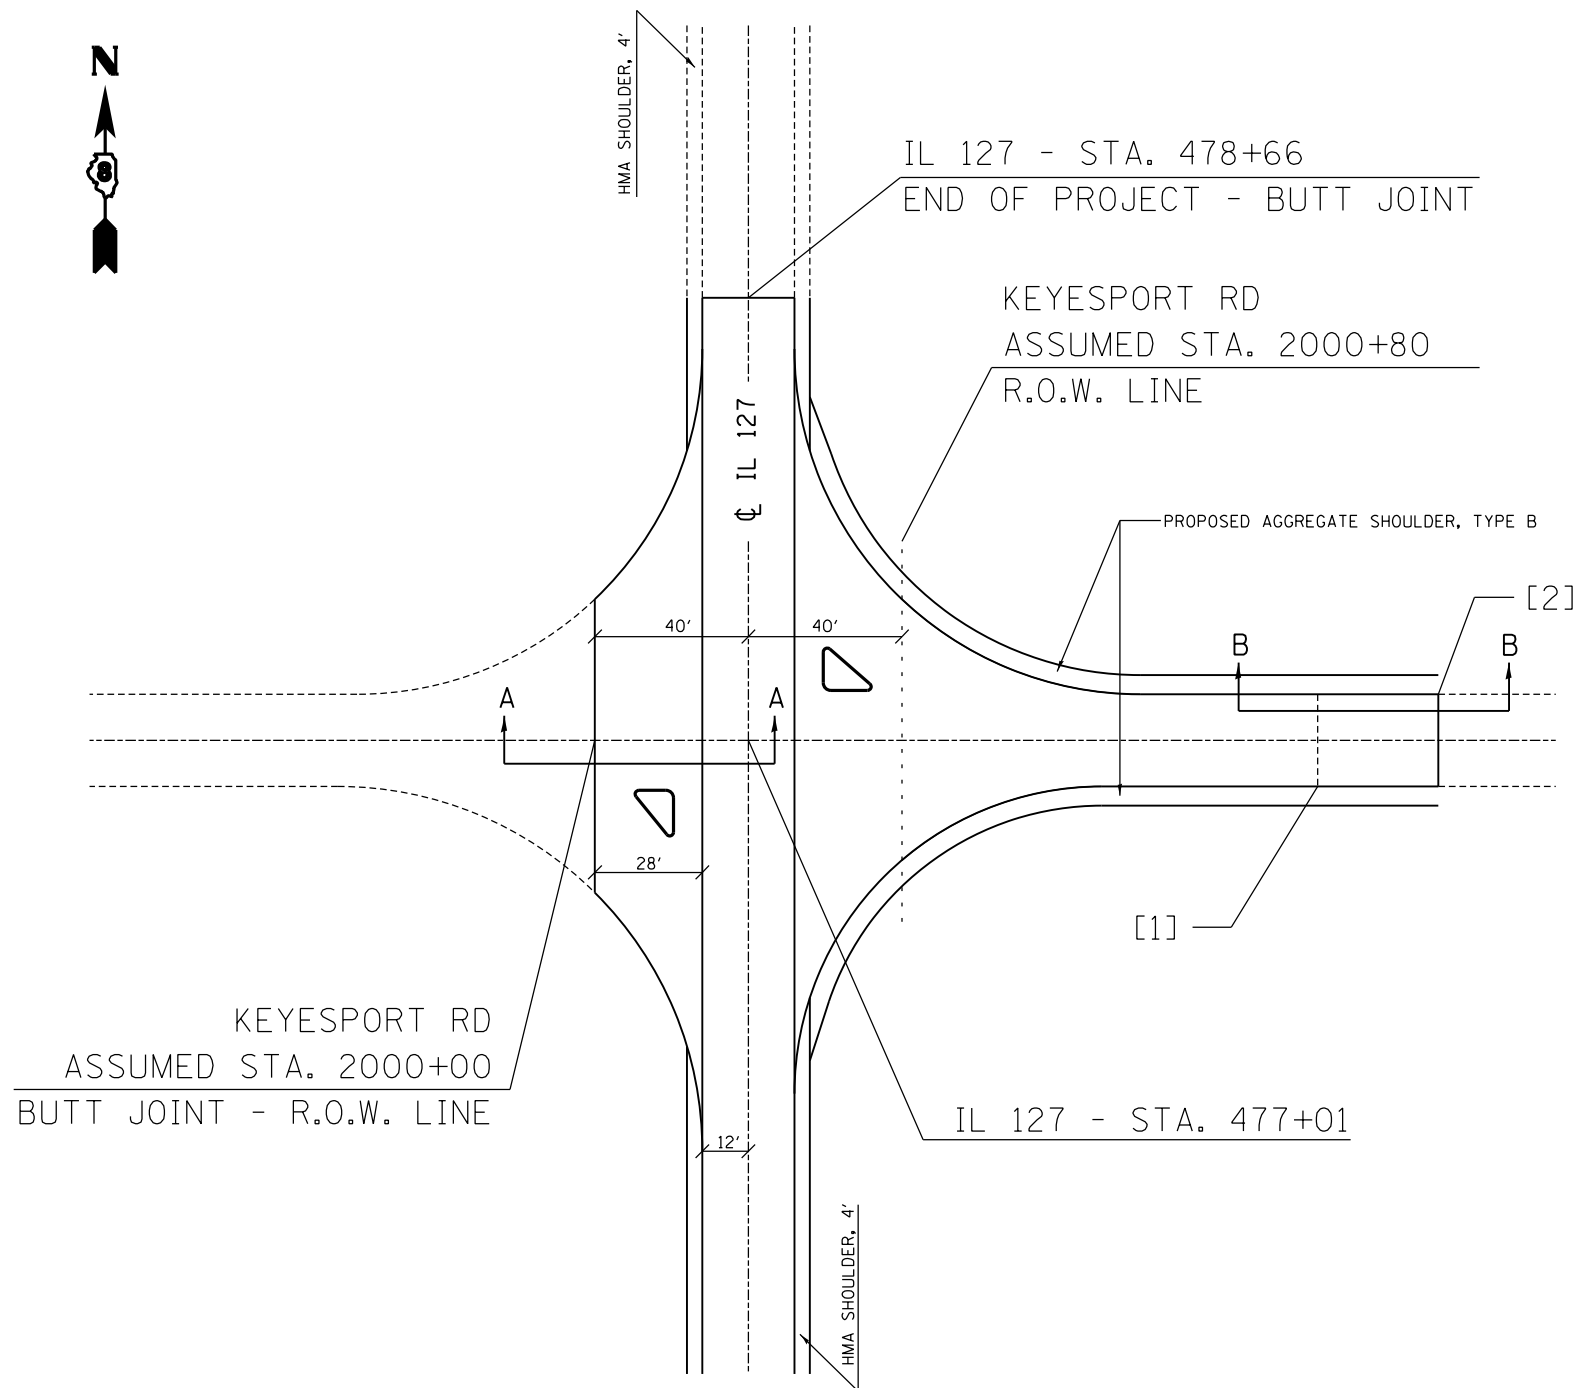 N
8
HMA SHOULDER, 4'
IL 127 - STA. 478+66
END OF PROJECT - BUTT JOINT
KEYESPORT RD
ASSUMED STA. 2000+80
R.O.W. LINE
℄ IL 127
PROPOSED AGGREGATE SHOULDER, TYPE B
[2]
40'
40'
B
B
A
A
28'
[1]
KEYESPORT RD
ASSUMED STA. 2000+00
BUTT JOINT - R.O.W. LINE
IL 127 - STA. 477+01
12'
HMA SHOULDER, 4'